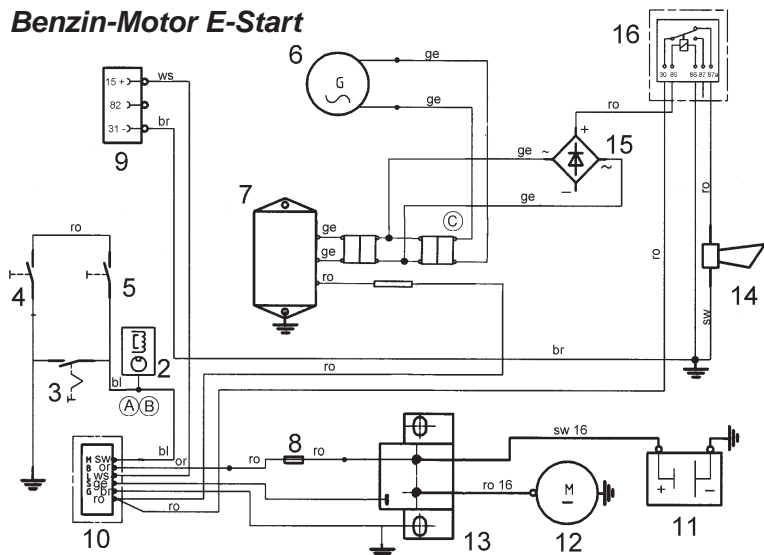 Benzin-Motor E-Start
6
16
30 85 86 87 87a
15 +
82
31 -
ws
br
9
G
ge
ge
ro
+
~
~
−
15
ge
ge
7
C
ge
ge
ro
ro
ro
ro
4
5
14
sw
br
3
2
bl
A B
ro
8
ro
ro
sw 16
ro 16
M
B
L
S
G
sw
or
ws
ge
br
ro
~
bl
or
ro
10
13
M
12
+
−
11